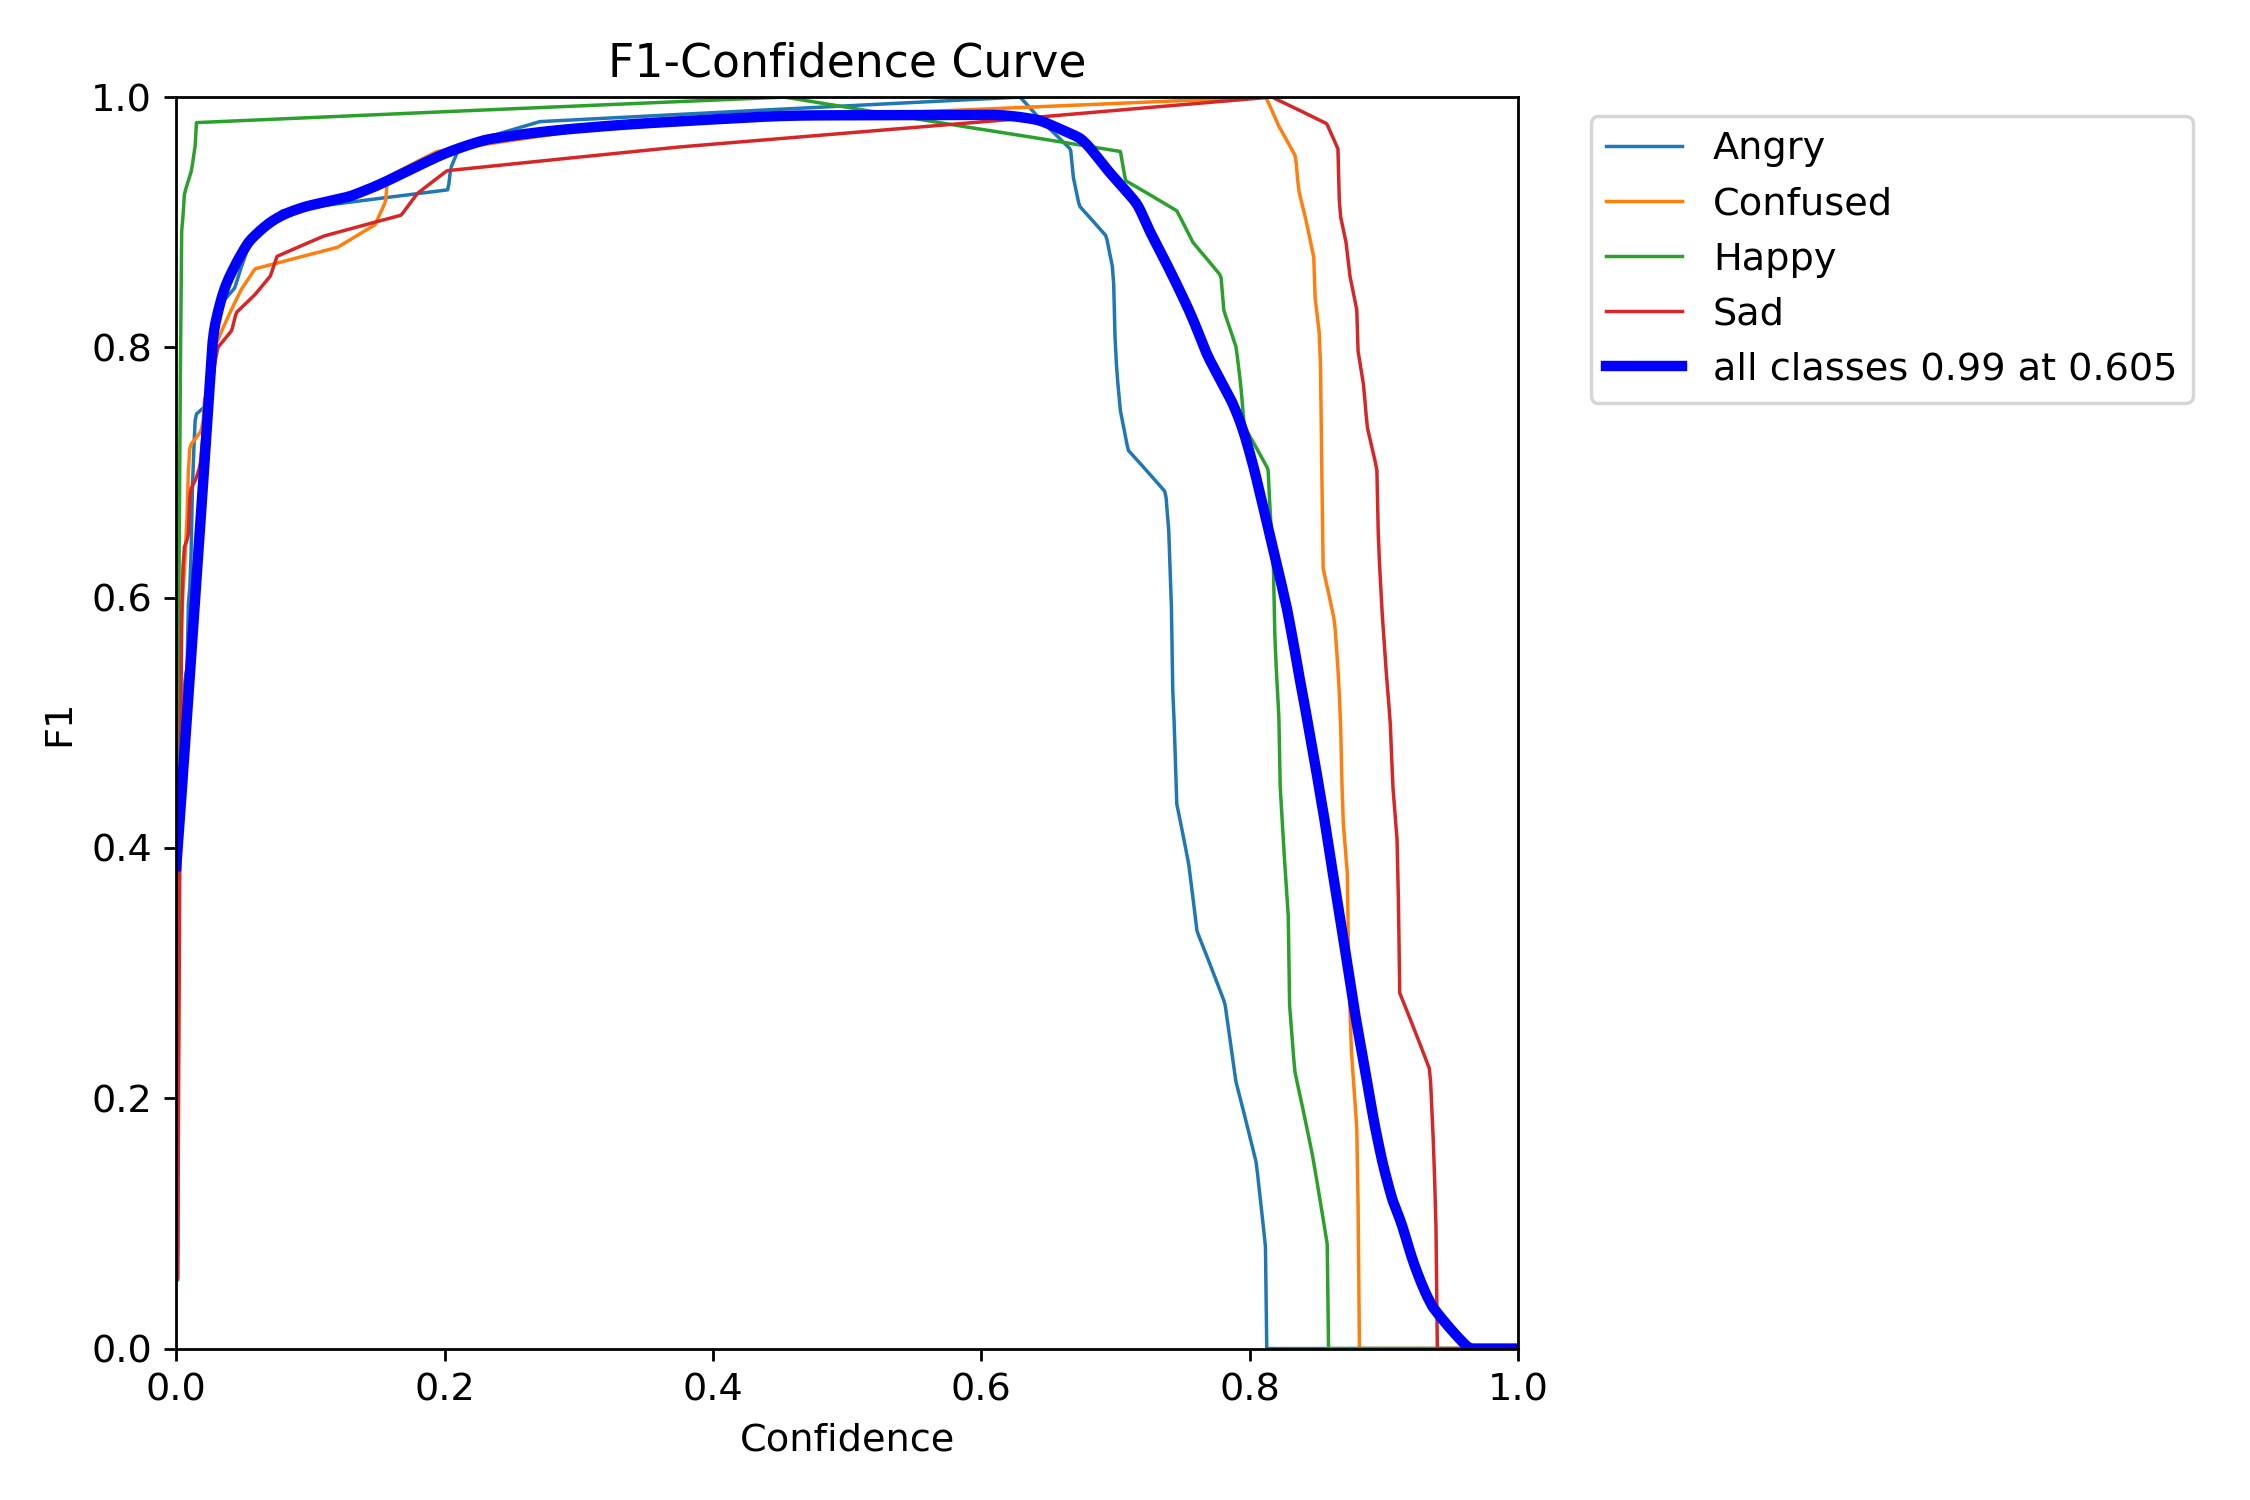 F1-Confidence Curve
1.0
0.8
0.6
0.4
0.2
0.0
F1
0.0 0.2 0.4 0.6 0.8 1.0
Confidence
Angry
Confused
Happy
Sad
all classes 0.99 at 0.605